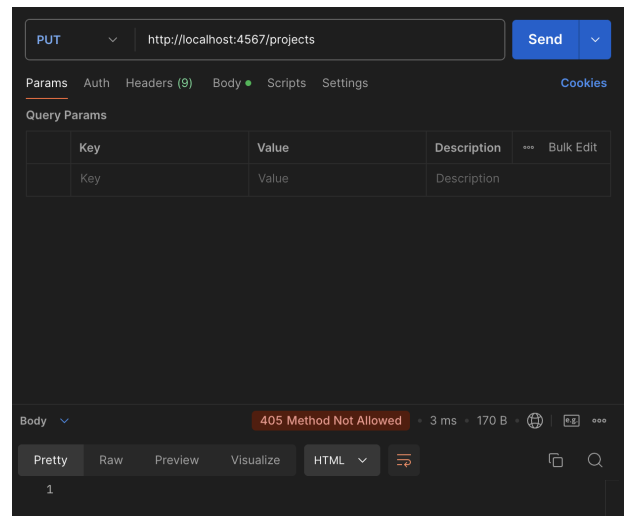 PUT http://localhost:4567/projects Send
Params Auth Headers (9) Body Scripts Settings Cookies
Query Params
Key Value Description Bulk Edit
Key Value Description
Body 405 Method Not Allowed 3 ms 170 B e.g.
Pretty Raw Preview Visualize HTML
1